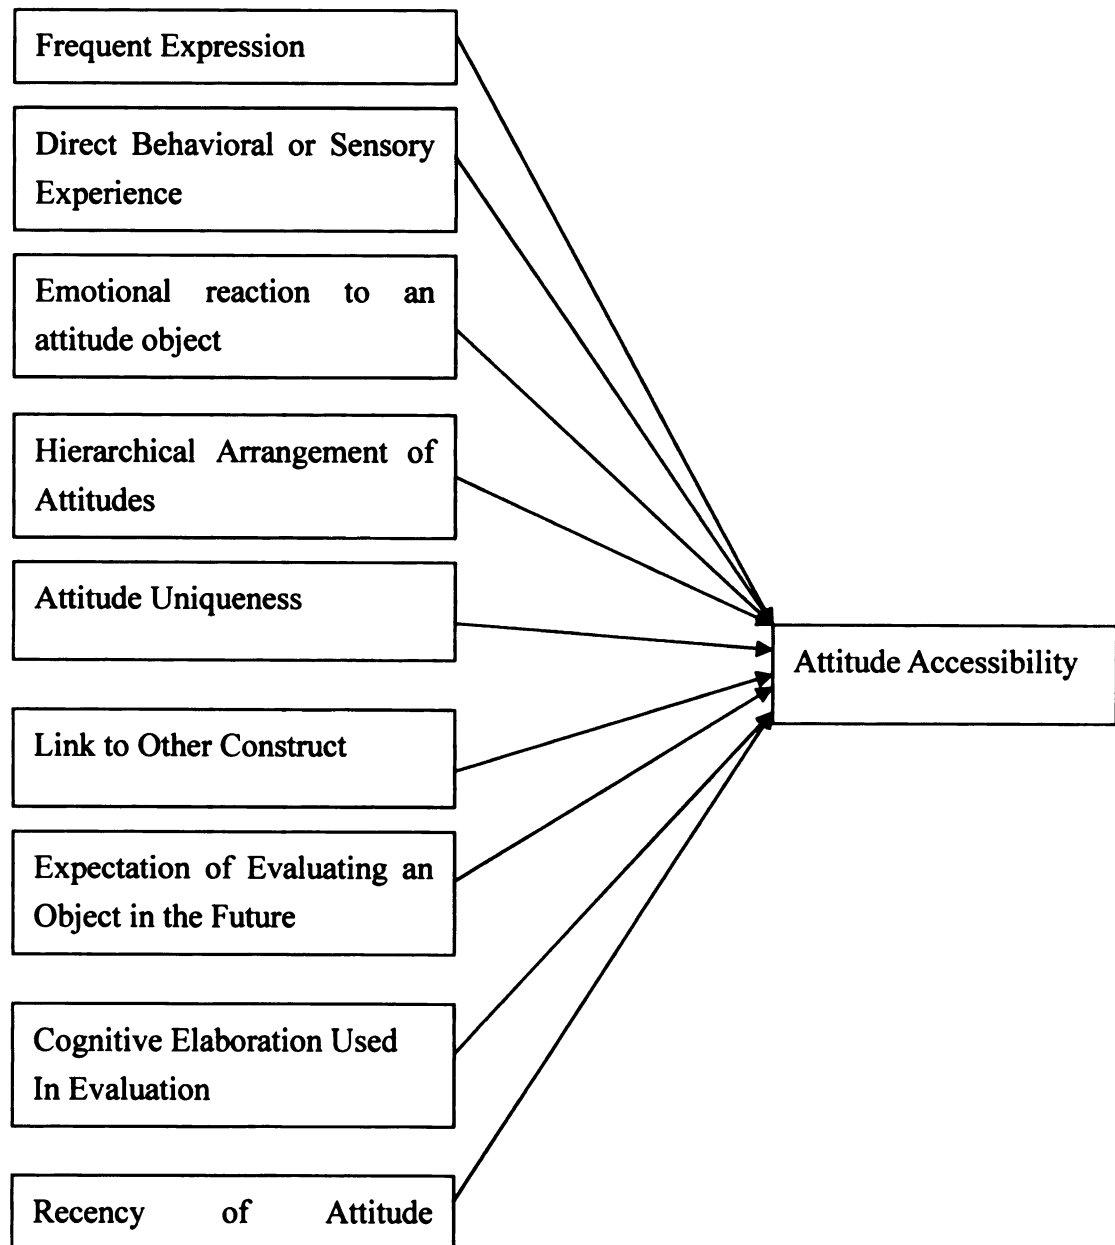 Frequent Expression
Direct Behavioral or Sensory
Experience
Emotional reaction to an
attitude object
Hierarchical Arrangement of
Attitudes
Attitude Uniqueness
Attitude Accessibility
Link to Other Construct
Expectation of Evaluating an
Object in the Future
Cognitive Elaboration Used
In Evaluation
Recency of Attitude